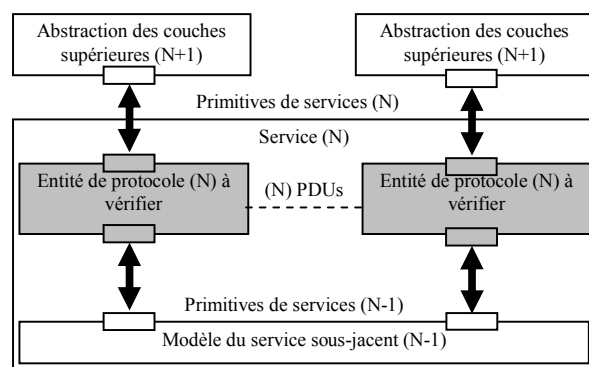 Abstraction des couches
supérieures (N+1)
Abstraction des couches
supérieures (N+1)
Primitives de services (N)
Service (N)
Entité de protocole (N) à
vérifier
(N) PDUs
Entité de protocole (N) à
vérifier
Primitives de services (N-1)
Modèle du service sous-jacent (N-1)